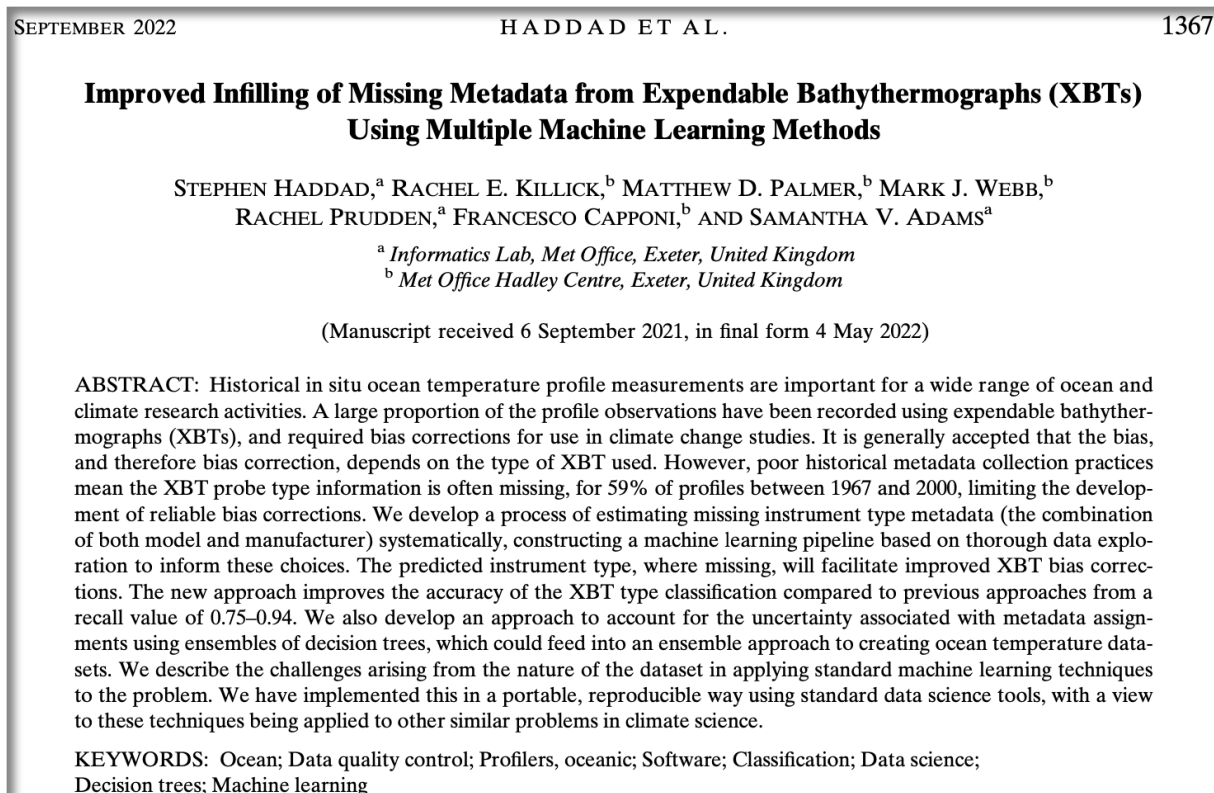 SEPTEMBER 2022 HADDAD ET AL. 1367
Improved Infilling of Missing Metadata from Expendable Bathythermographs (XBTs)
Using Multiple Machine Learning Methods
STEPHEN HADDAD,a RACHEL E. KILLICK,b MATTHEW D. PALMER,b MARK J. WEBB,b
RACHEL PRUDDEN,a FRANCESCO CAPPONI,b AND SAMANTHA V. ADAMSa
a Informatics Lab, Met Office, Exeter, United Kingdom
b Met Office Hadley Centre, Exeter, United Kingdom
(Manuscript received 6 September 2021, in final form 4 May 2022)
ABSTRACT: Historical in situ ocean temperature profile measurements are important for a wide range of ocean and
climate research activities. A large proportion of the profile observations have been recorded using expendable bathyther-
mographs (XBTs), and required bias corrections for use in climate change studies. It is generally accepted that the bias,
and therefore bias correction, depends on the type of XBT used. However, poor historical metadata collection practices
mean the XBT probe type information is often missing, for 59% of profiles between 1967 and 2000, limiting the develop-
ment of reliable bias corrections. We develop a process of estimating missing instrument type metadata (the combination
of both model and manufacturer) systematically, constructing a machine learning pipeline based on thorough data explo-
ration to inform these choices. The predicted instrument type, where missing, will facilitate improved XBT bias correc-
tions. The new approach improves the accuracy of the XBT type classification compared to previous approaches from a
recall value of 0.75–0.94. We also develop an approach to account for the uncertainty associated with metadata assign-
ments using ensembles of decision trees, which could feed into an ensemble approach to creating ocean temperature data-
sets. We describe the challenges arising from the nature of the dataset in applying standard machine learning techniques
to the problem. We have implemented this in a portable, reproducible way using standard data science tools, with a view
to these techniques being applied to other similar problems in climate science.
KEYWORDS: Ocean; Data quality control; Profilers, oceanic; Software; Classification; Data science;
Decision trees; Machine learning